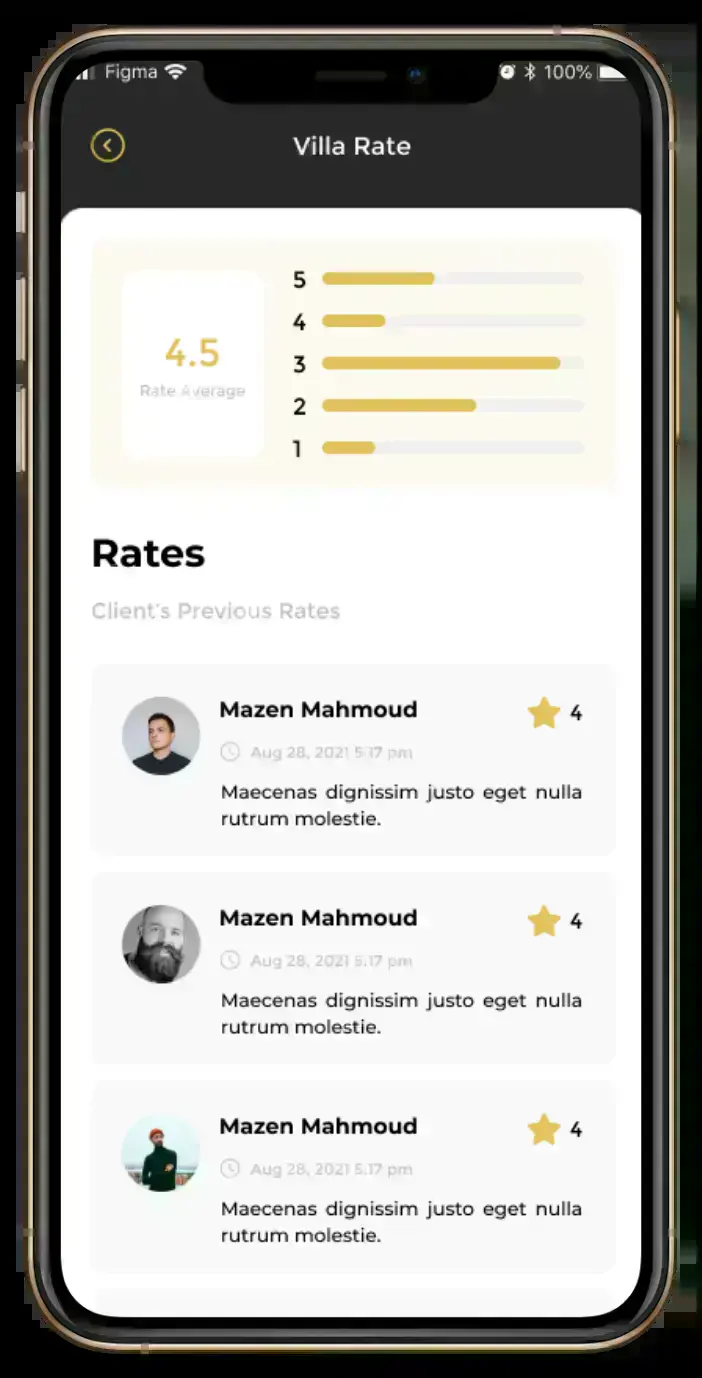 Figma 100%
Villa Rate
4.5
Rate Average
5
4
3
2
1
Rates
Client's Previous Rates
Mazen Mahmoud 4
Aug 28, 2021 5:17 pm
Maecenas dignissim justo eget nulla
rutrum molestie.
Mazen Mahmoud 4
Aug 28, 2021 5:17 pm
Maecenas dignissim justo eget nulla
rutrum molestie.
Mazen Mahmoud 4
Aug 28, 2021 5:17 pm
Maecenas dignissim justo eget nulla
rutrum molestie.